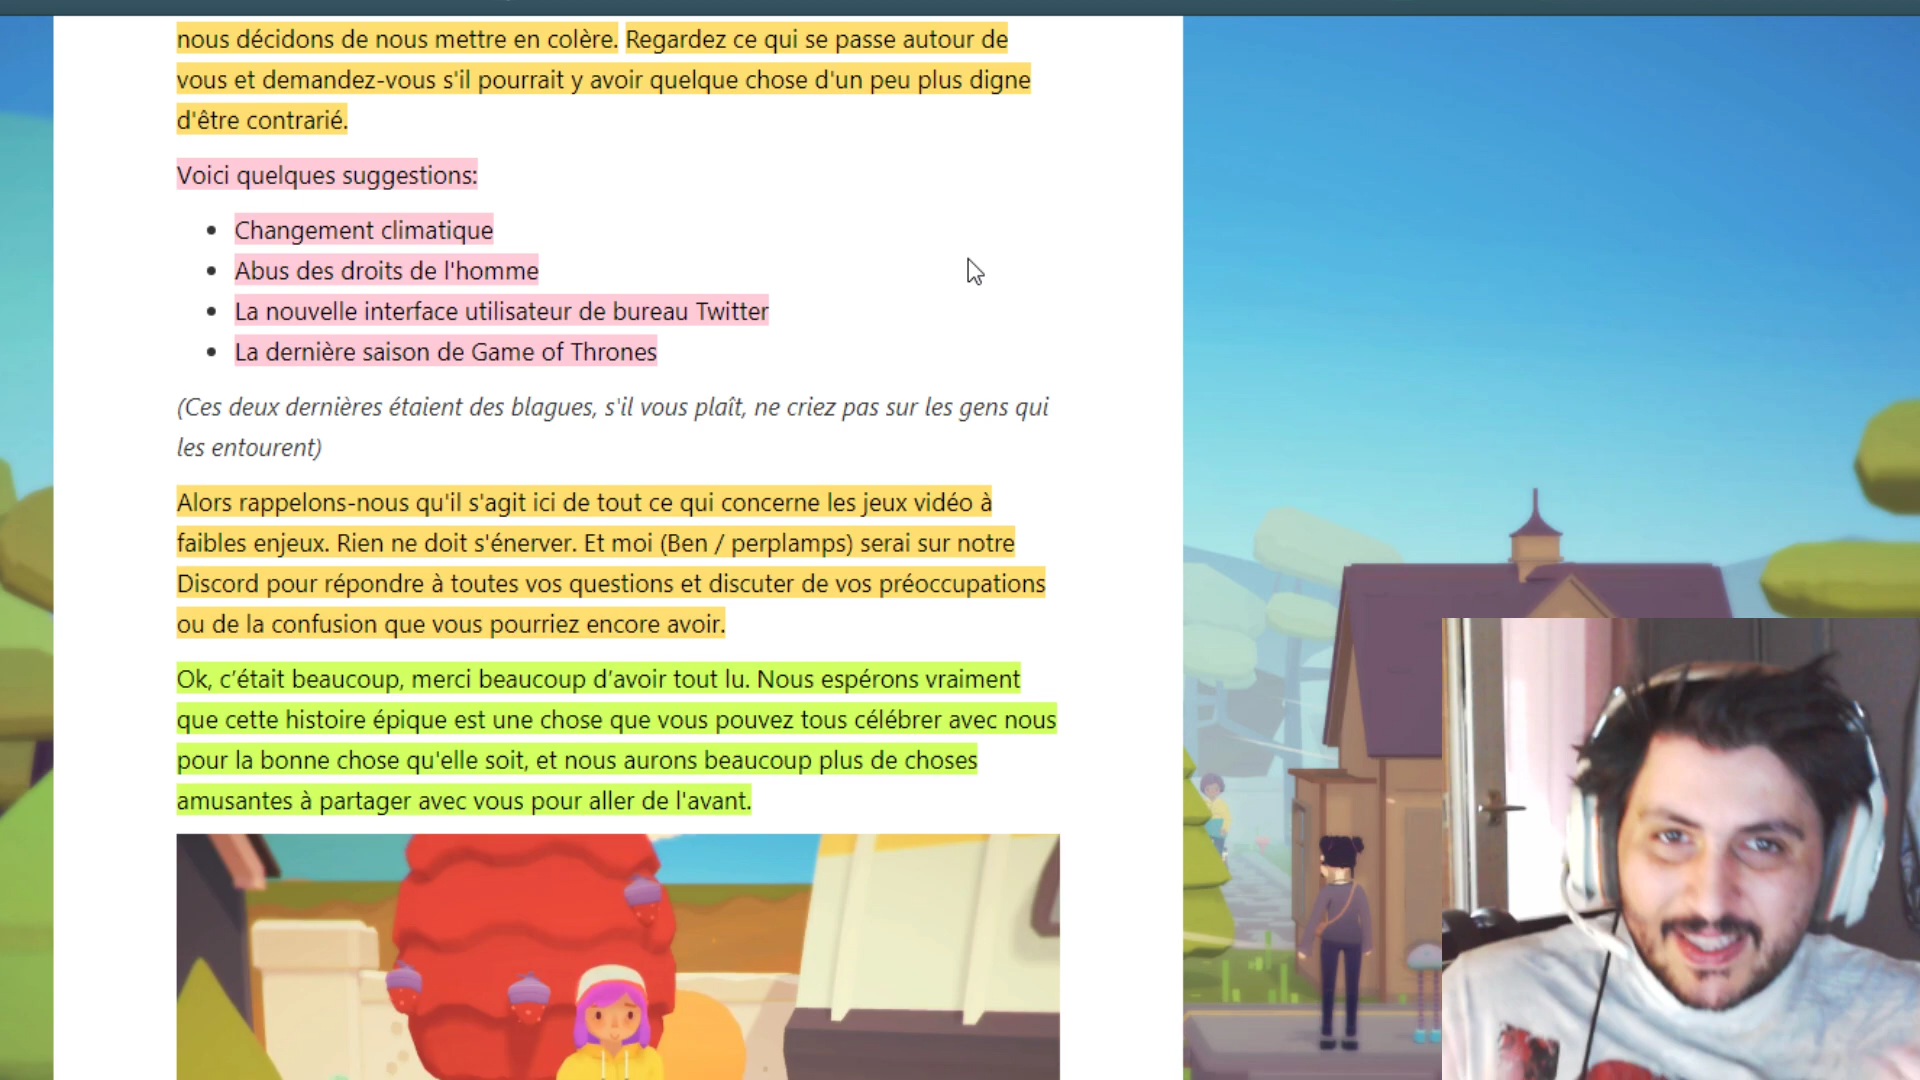 nous décidons de nous mettre en colère. Regardez ce qui se passe autour de
vous et demandez-vous s'il pourrait y avoir quelque chose d'un peu plus digne
d'être contrarié.
Voici quelques suggestions:
• Changement climatique
• Abus des droits de l'homme
• La nouvelle interface utilisateur de bureau Twitter
• La dernière saison de Game of Thrones
(Ces deux dernières étaient des blagues, s'il vous plaît, ne criez pas sur les gens qui
les entourent)
Alors rappelons-nous qu'il s'agit ici de tout ce qui concerne les jeux vidéo à
faibles enjeux. Rien ne doit s'énerver. Et moi (Ben / perplamps) serai sur notre
Discord pour répondre à toutes vos questions et discuter de vos préoccupations
ou de la confusion que vous pourriez encore avoir.
Ok, c’était beaucoup, merci beaucoup d’avoir tout lu. Nous espérons vraiment
que cette histoire épique est une chose que vous pouvez tous célébrer avec nous
pour la bonne chose qu'elle soit, et nous aurons beaucoup plus de choses
amusantes à partager avec vous pour aller de l'avant.